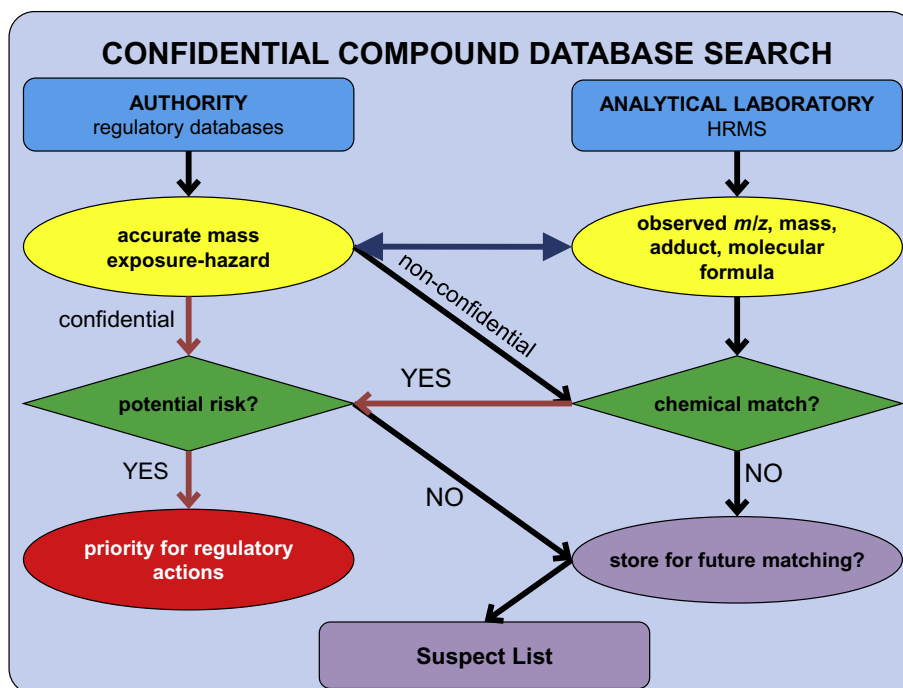 CONFIDENTIAL COMPOUND DATABASE SEARCH
AUTHORITY
regulatory databases
ANALYTICAL LABORATORY
HRMS
accurate mass
exposure-hazard
observed m/z, mass,
adduct, molecular
formula
non-confidential
confidential
YES
potential risk?
chemical match?
YES
NO
NO
priority for regulatory
actions
store for future matching?
Suspect List